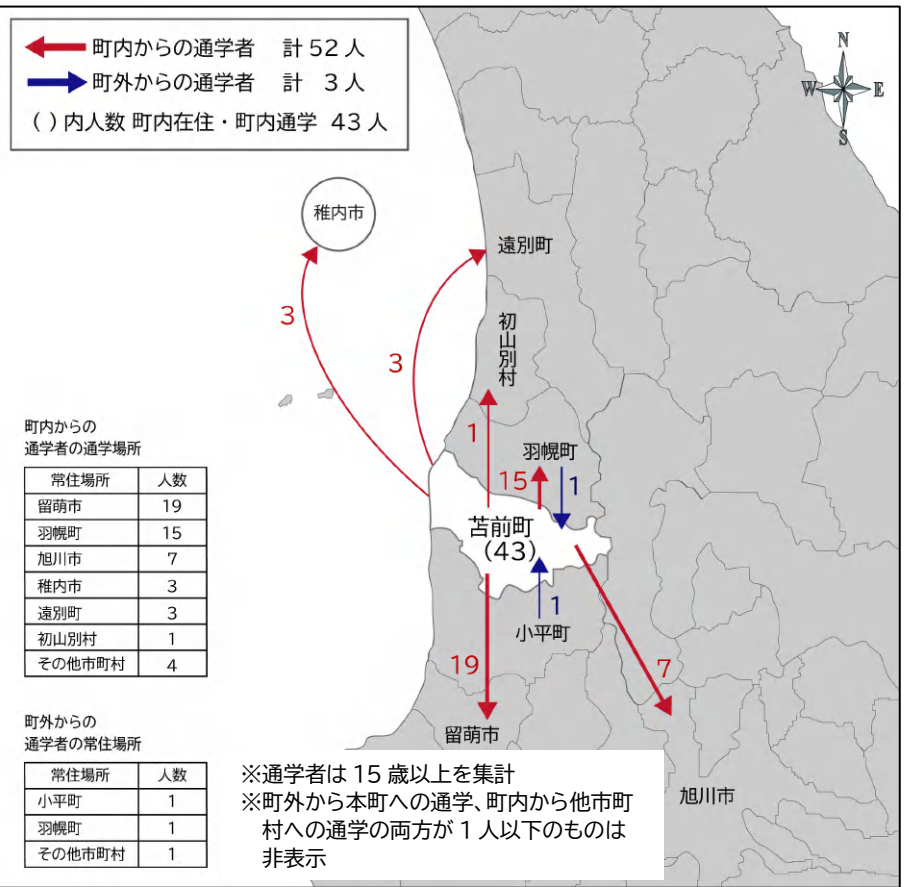 町内からの通学者 計52人
町外からの通学者 計 3人
( )内人数 町内在住・町内通学 43人
N
W
E
S
稚内市
遠別町
初山別村
3
3
1
羽幌町
15
1
苫前町
(43)
1
小平町
19
7
留萌市
旭川市
町内からの
通学者の通学場所
常住場所 人数
留萌市 19
羽幌町 15
旭川市 7
稚内市 3
遠別町 3
初山別村 1
その他市町村 4
町外からの
通学者の常住場所
常住場所 人数
小平町 1
羽幌町 1
その他市町村 1
※通学者は15歳以上を集計
※町外から本町への通学、町内から他市町
村への通学の両方が1人以下のものは
非表示